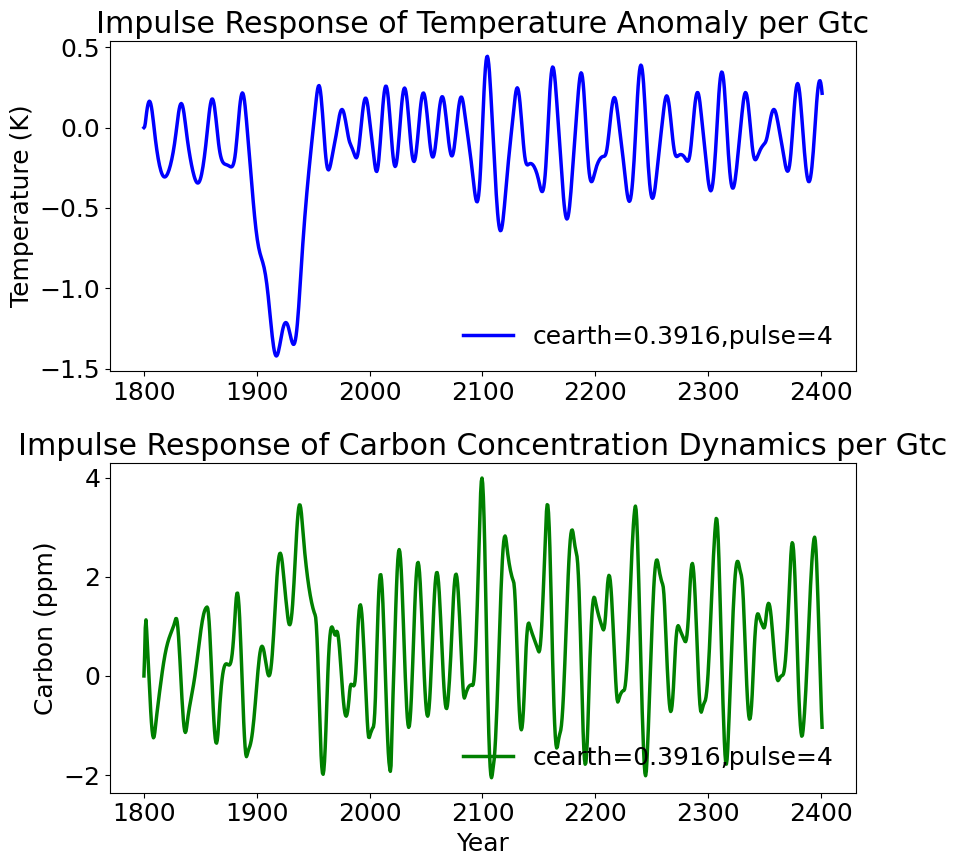 Impulse Response of Temperature Anomaly per Gtc
0.5
0.0
−0.5
−1.0
−1.5
Temperature (K)
cearth=0.3916,pulse=4
1800 1900 2000 2100 2200 2300 2400
Impulse Response of Carbon Concentration Dynamics per Gtc
4
2
0
−2
Carbon (ppm)
cearth=0.3916,pulse=4
1800 1900 2000 2100 2200 2300 2400
Year